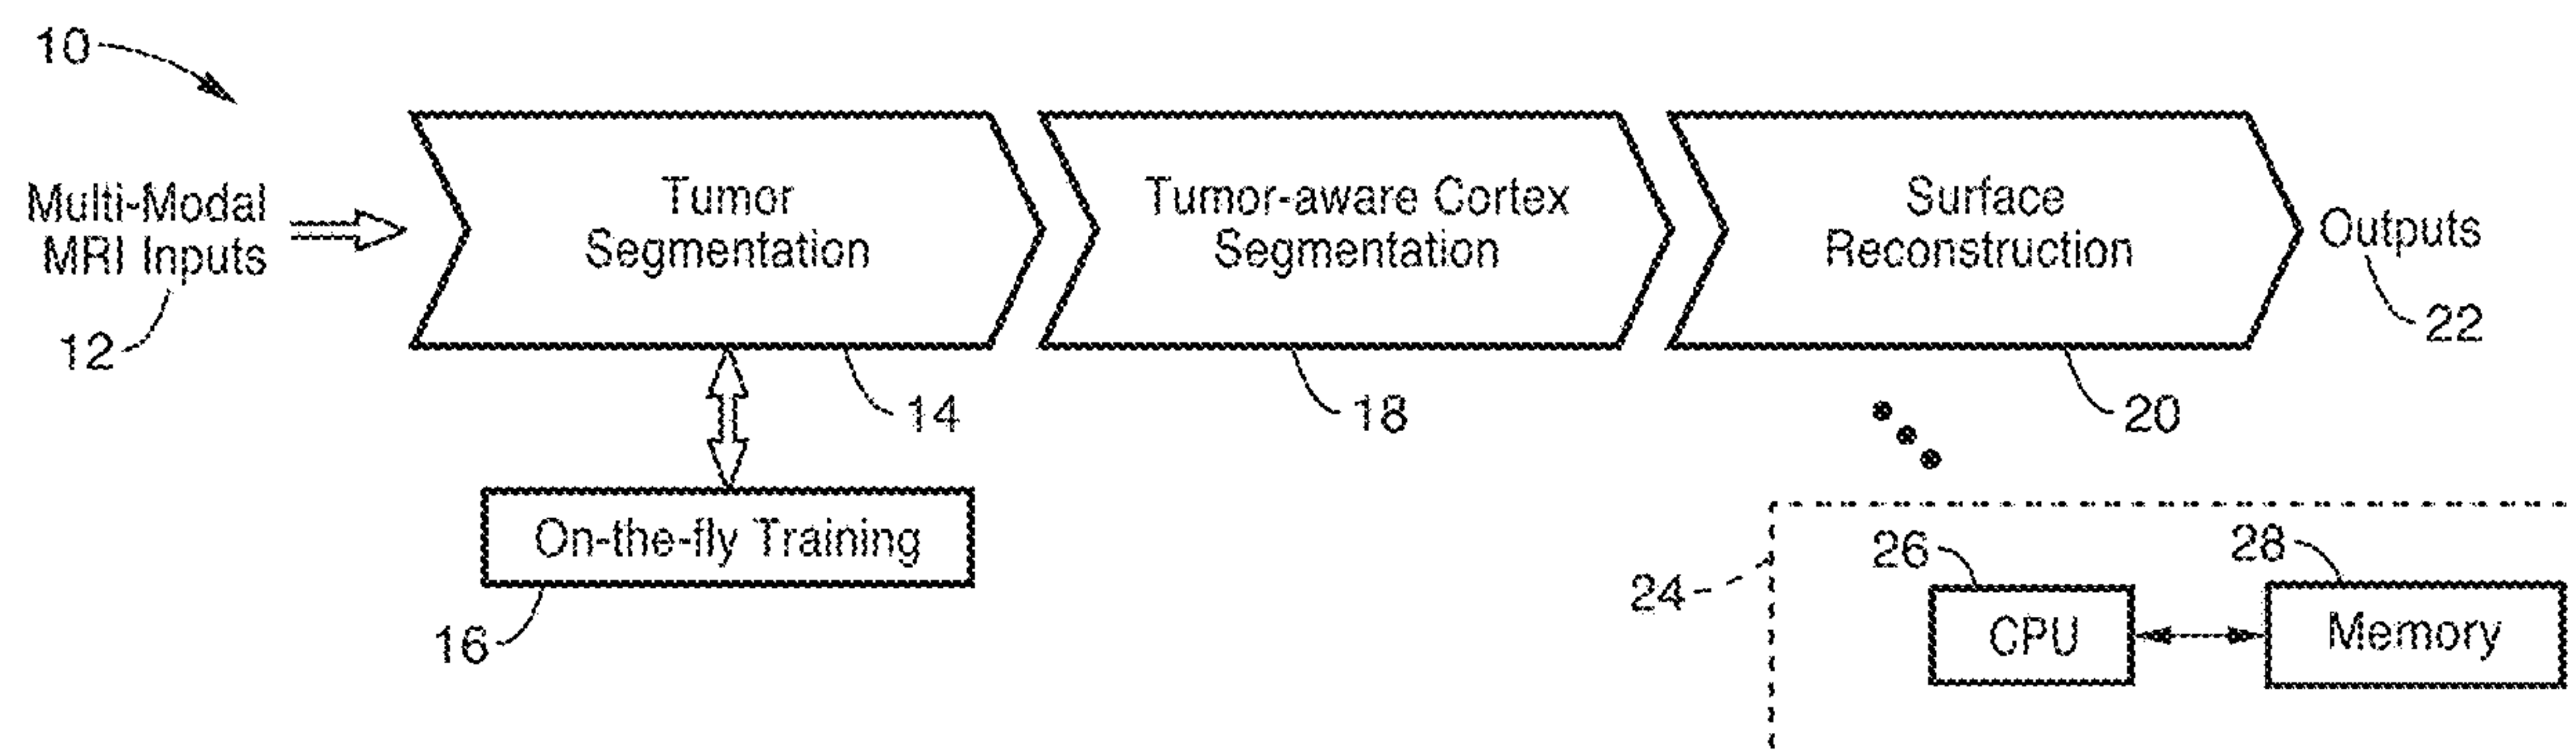 10
Multi-Modal
MRI Inputs
12
Tumor
Segmentation
14
On-the-fly Training
16
Tumor-aware Cortex
Segmentation
18
Surface
Reconstruction
20
Outputs
22
24
26
CPU
28
Memory